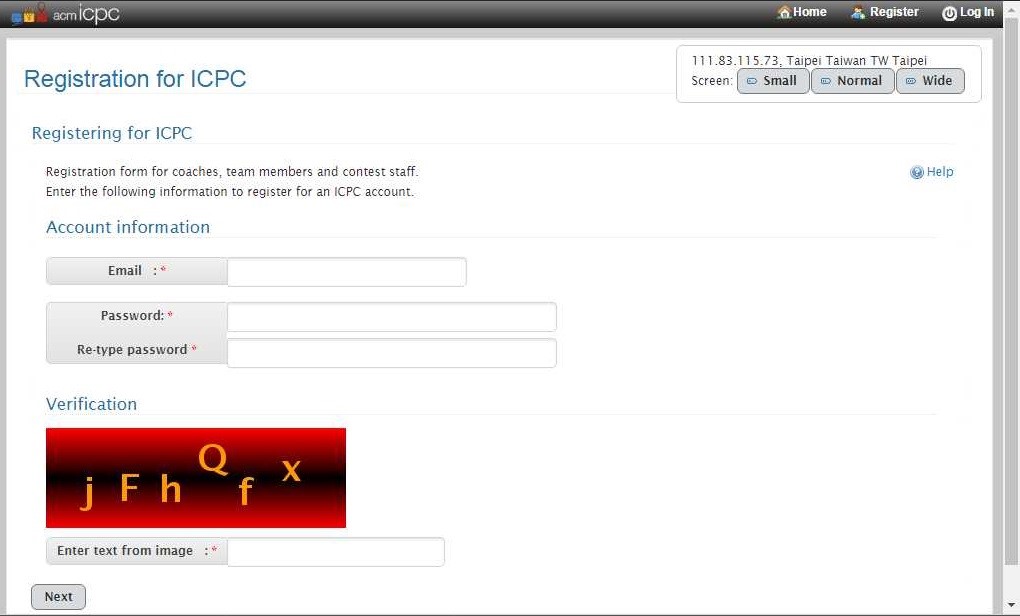 acm icpc Home Register Log In
111.83.115.73, Taipei Taiwan TW Taipei
Registration for ICPC
Screen: Small Normal Wide
Registering for ICPC
Registration form for coaches, team members and contest staff.
Help
Enter the following information to register for an ICPC account.
Account information
Email : *
Password: *
Re-type password *
Verification
j F h Q f x
Enter text from image : *
Next